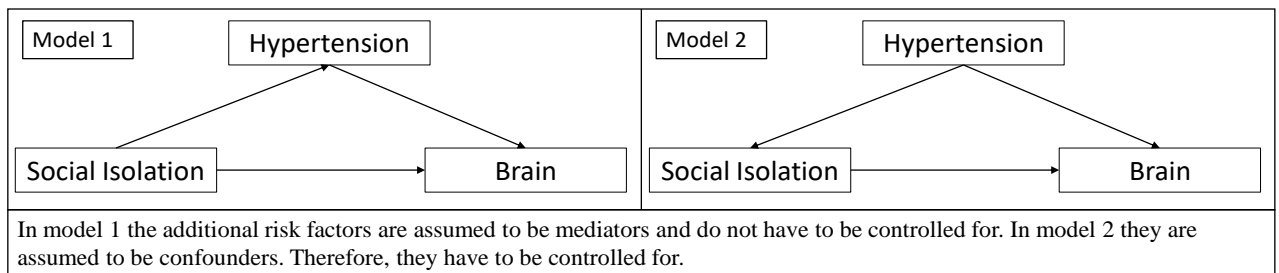 Model 1
Hypertension
Social Isolation
Brain
Model 2
Hypertension
Social Isolation
Brain
In model 1 the additional risk factors are assumed to be mediators and do not have to be controlled for. In model 2 they are
assumed to be confounders. Therefore, they have to be controlled for.